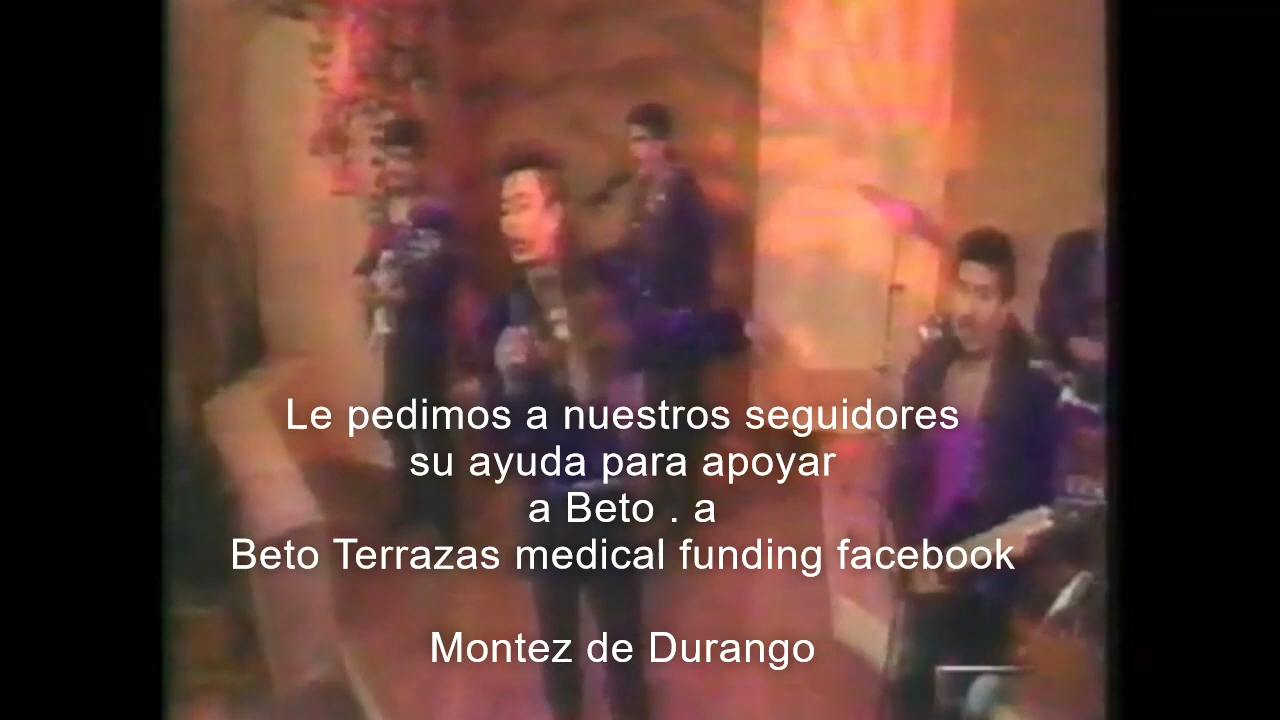 Le pedimos a nuestros seguidores
su ayuda para apoyar
a Beto . a
Beto Terrazas medical funding facebook
Montez de Durango